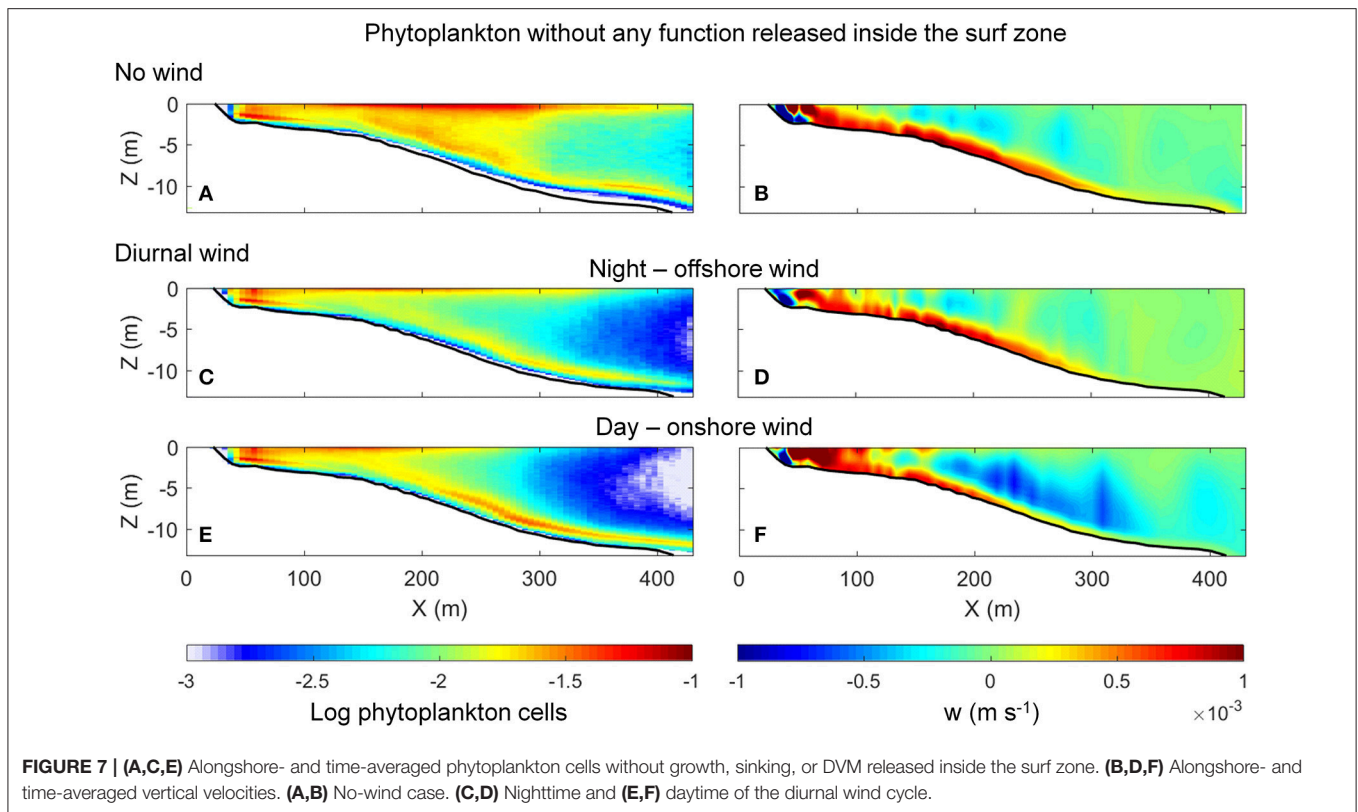 Phytoplankton without any function released inside the surf zone
No wind
0
-5
-10
Z (m)
A
B
Diurnal wind
Night – offshore wind
0
-5
-10
Z (m)
C
D
Day – onshore wind
0
-5
-10
Z (m)
E
F
0 100 200 300 400
0 100 200 300 400
X (m)
X (m)
-3 -2.5 -2 -1.5 -1
-1 -0.5 0 0.5 1
Log phytoplankton cells
w (m s⁻¹)
×10⁻³
FIGURE 7 | (A,C,E) Alongshore- and time-averaged phytoplankton cells without growth, sinking, or DVM released inside the surf zone. (B,D,F) Alongshore- and
time-averaged vertical velocities. (A,B) No-wind case. (C,D) Nighttime and (E,F) daytime of the diurnal wind cycle.